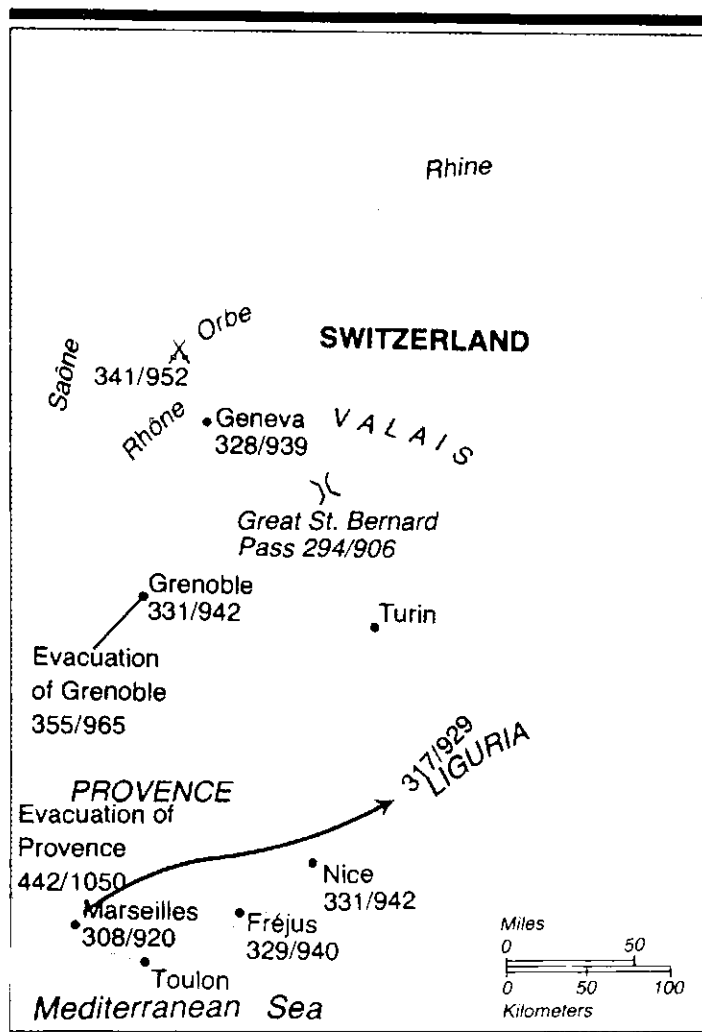 Rhine
Orbe
SWITZERLAND
Saône
341/952
Rhône
Geneva
328/939
VALAIS
Great St. Bernard
Pass 294/906
Grenoble
331/942
Turin
Evacuation
of Grenoble
355/965
317/929
LIGURIA
PROVENCE
Evacuation of
Provence
442/1050
Nice
331/942
Marseilles
308/920
Fréjus
329/940
Toulon
Mediterranean Sea
Miles
0 50
0 50 100
Kilometers